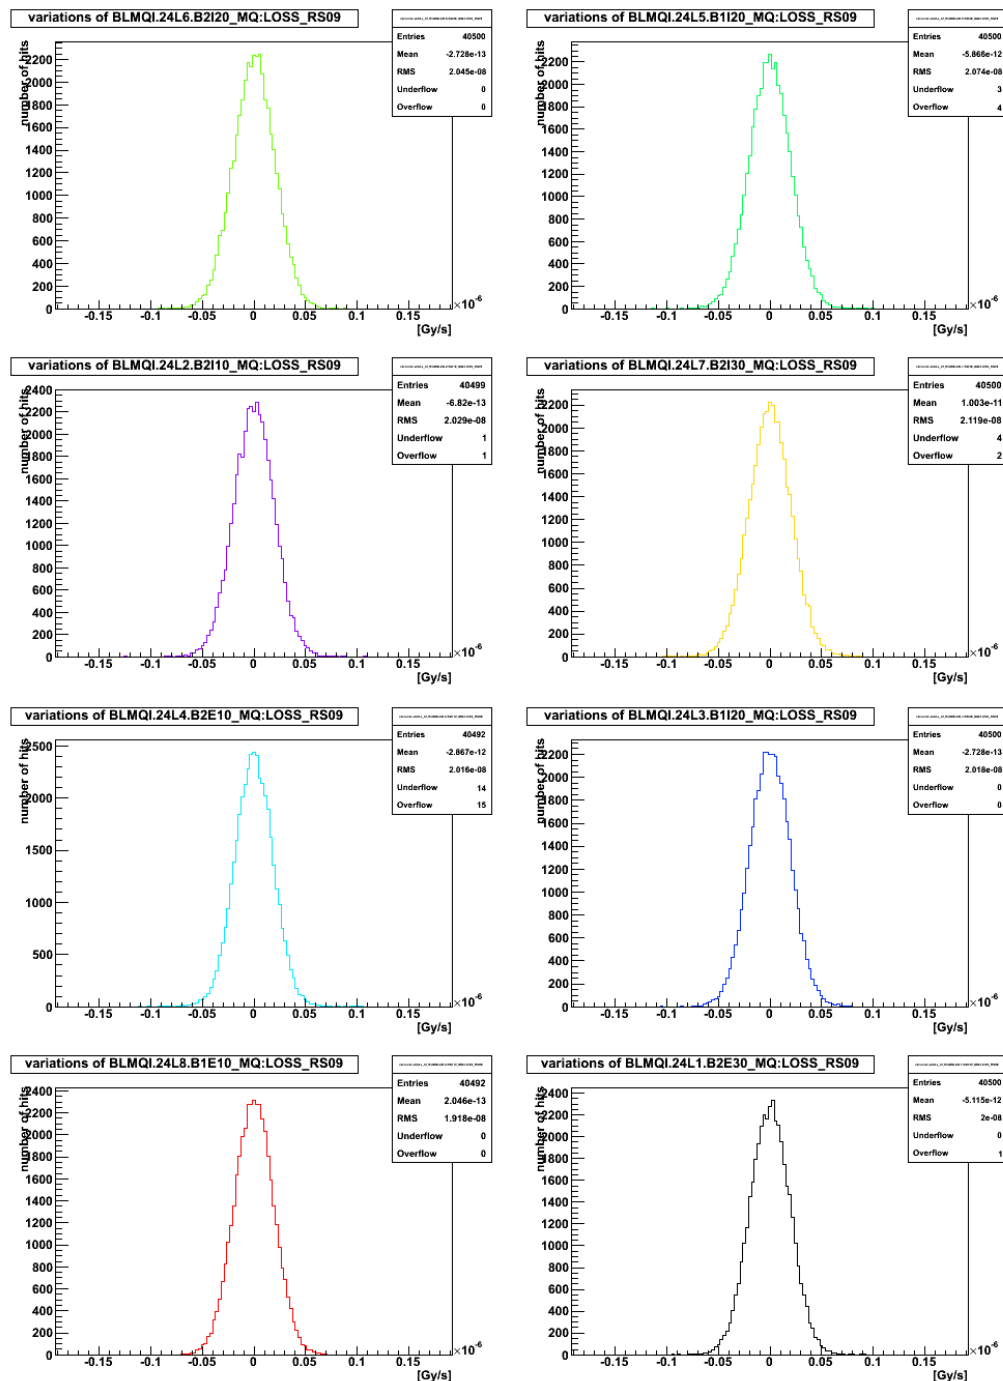 variations of BLMQI.24L6.B2I20_MQ:LOSS_RS09
Entries 40500
Mean -2.728e-13
RMS 2.045e-08
Underflow 0
Overflow 0
number of hits
2200
2000
1800
1600
1400
1200
1000
800
600
400
200
0
-0.15 -0.1 -0.05 0 0.05 0.1 0.15
×10-6
[Gy/s]
variations of BLMQI.24L5.B1I20_MQ:LOSS_RS09
Entries 40500
Mean -5.866e-12
RMS 2.074e-08
Underflow 3
Overflow 4
number of hits
2200
2000
1800
1600
1400
1200
1000
800
600
400
200
0
-0.15 -0.1 -0.05 0 0.05 0.1 0.15
×10-6
[Gy/s]
variations of BLMQI.24L2.B2I10_MQ:LOSS_RS09
Entries 40499
Mean -6.82e-13
RMS 2.029e-08
Underflow 1
Overflow 1
number of hits
2400
2200
2000
1800
1600
1400
1200
1000
800
600
400
200
0
-0.15 -0.1 -0.05 0 0.05 0.1 0.15
×10-6
[Gy/s]
variations of BLMQI.24L7.B2I30_MQ:LOSS_RS09
Entries 40500
Mean 1.003e-11
RMS 2.119e-08
Underflow 4
Overflow 2
number of hits
2200
2000
1800
1600
1400
1200
1000
800
600
400
200
0
-0.15 -0.1 -0.05 0 0.05 0.1 0.15
×10-6
[Gy/s]
variations of BLMQI.24L4.B2E10_MQ:LOSS_RS09
Entries 40492
Mean -2.867e-12
RMS 2.016e-08
Underflow 14
Overflow 15
number of hits
2500
2000
1500
1000
500
0
-0.15 -0.1 -0.05 0 0.05 0.1 0.15
×10-6
[Gy/s]
variations of BLMQI.24L3.B1I20_MQ:LOSS_RS09
Entries 40500
Mean -2.728e-13
RMS 2.018e-08
Underflow 0
Overflow 0
number of hits
2200
2000
1800
1600
1400
1200
1000
800
600
400
200
0
-0.15 -0.1 -0.05 0 0.05 0.1 0.15
×10-6
[Gy/s]
variations of BLMQI.24L8.B1E10_MQ:LOSS_RS09
Entries 40492
Mean 2.046e-13
RMS 1.918e-08
Underflow 0
Overflow 0
number of hits
2400
2200
2000
1800
1600
1400
1200
1000
800
600
400
200
0
-0.15 -0.1 -0.05 0 0.05 0.1 0.15
×10-6
[Gy/s]
variations of BLMQI.24L1.B2E30_MQ:LOSS_RS09
Entries 40500
Mean -5.115e-12
RMS 2e-08
Underflow 0
Overflow 1
number of hits
2400
2200
2000
1800
1600
1400
1200
1000
800
600
400
200
0
-0.15 -0.1 -0.05 0 0.05 0.1 0.15
×10-6
[Gy/s]